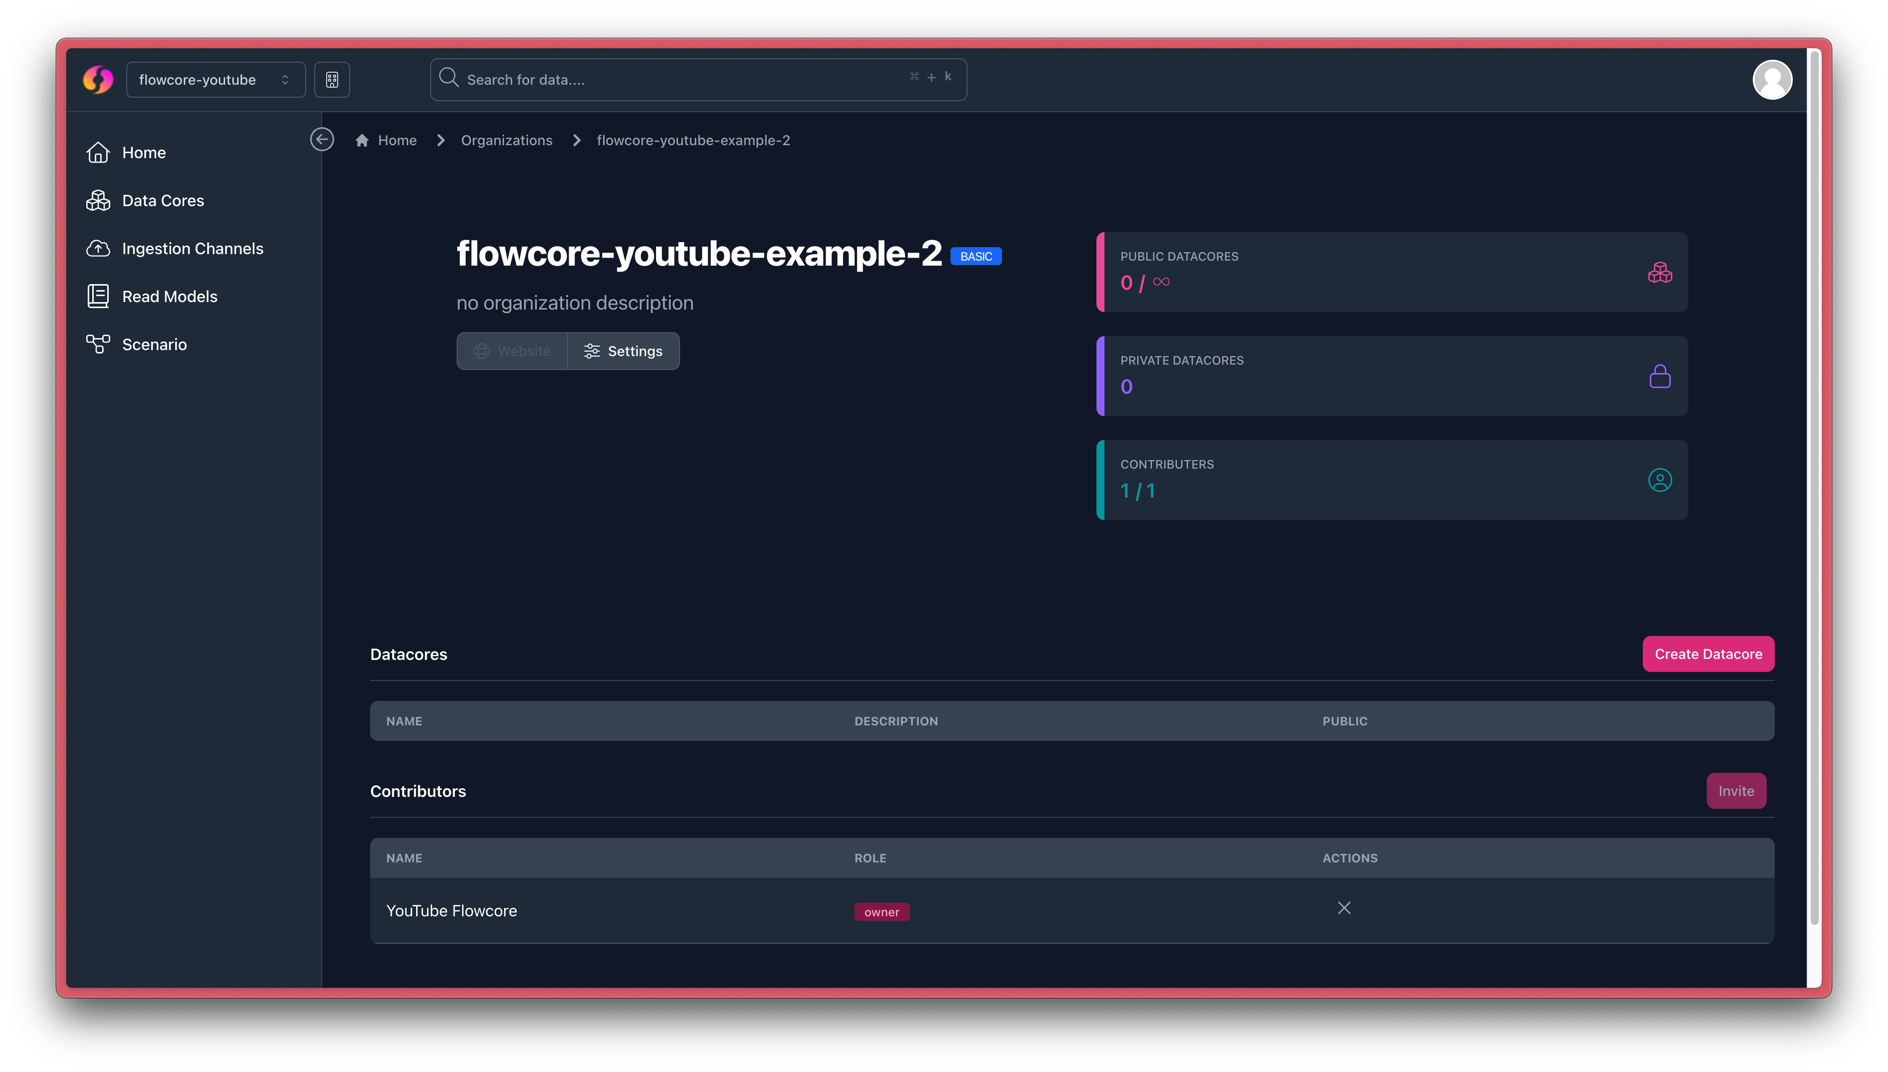 flowcore-youtube
Search for data....
⌘ + k
Home
Data Cores
Ingestion Channels
Read Models
Scenario
Home > Organizations > flowcore-youtube-example-2
flowcore-youtube-example-2 BASIC
no organization description
Website
Settings
PUBLIC DATACORES
0 / ∞
PRIVATE DATACORES
0
CONTRIBUTERS
1 / 1
Datacores
Create Datacore
NAME DESCRIPTION PUBLIC
Contributors
Invite
NAME ROLE ACTIONS
YouTube Flowcore owner